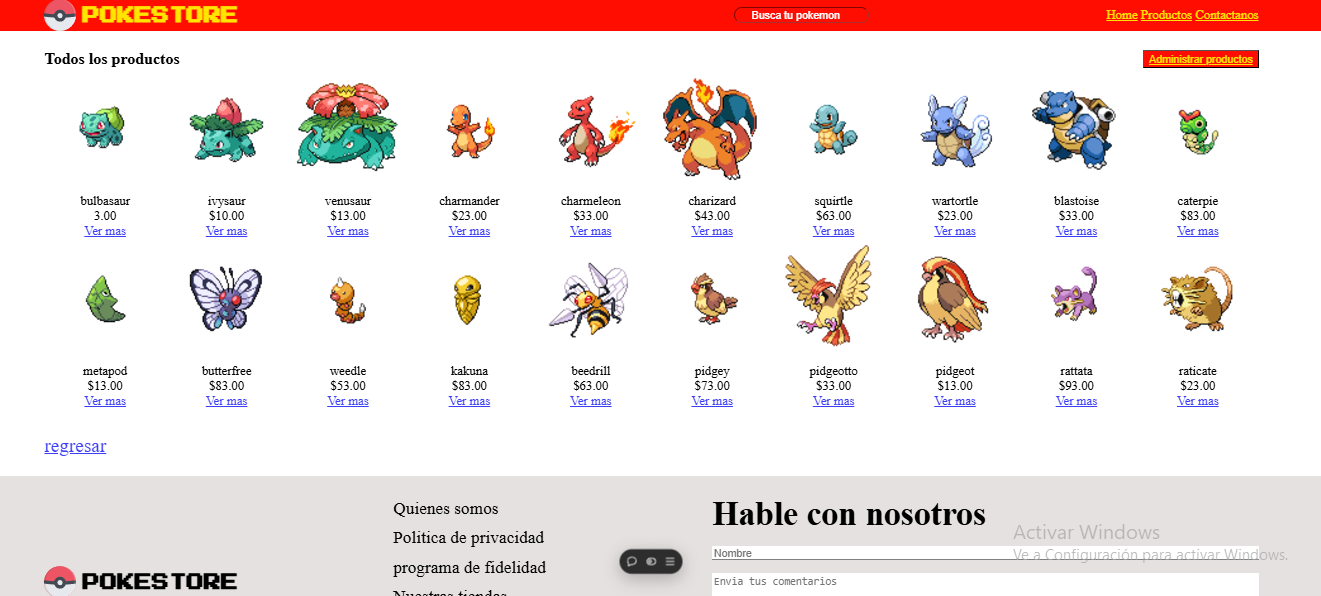 POKESTORE
Busca tu pokemon
Home Productos Contactanos
Todos los productos
Administrar productos
bulbasaur ivysaur venusaur charmander charmeleon charizard squirtle wartortle blastoise caterpie
3.00 $10.00 $13.00 $23.00 $33.00 $43.00 $63.00 $23.00 $33.00 $83.00
Ver mas Ver mas Ver mas Ver mas Ver mas Ver mas Ver mas Ver mas Ver mas Ver mas
metapod butterfree weedle kakuna beedrill pidgey pidgeotto pidgeot rattata raticate
$13.00 $83.00 $53.00 $83.00 $63.00 $73.00 $33.00 $13.00 $93.00 $23.00
Ver mas Ver mas Ver mas Ver mas Ver mas Ver mas Ver mas Ver mas Ver mas Ver mas
regresar
POKESTORE
Quienes somos
Politica de privacidad
programa de fidelidad
Nuestras tiendas
Hable con nosotros
Nombre
Envia tus comentarios
Activar Windows
Ve a Configuración para activar Windows.